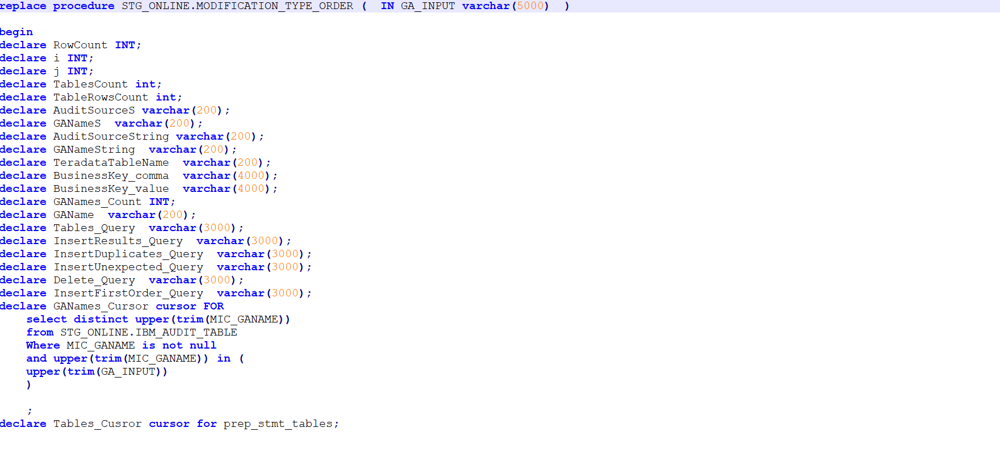 replace procedure STG_ONLINE.MODIFICATION_TYPE_ORDER (  IN GA_INPUT varchar(5000)  )
begin
declare RowCount INT;
declare i INT;
declare j INT;
declare TablesCount int;
declare TableRowsCount int;
declare AuditSourceS varchar(200);
declare GANameS  varchar(200);
declare AuditSourceString varchar(200);
declare GANameString  varchar(200);
declare TeradataTableName  varchar(200);
declare BusinessKey_comma  varchar(4000);
declare BusinessKey_value  varchar(4000);
declare GANames_Count INT;
declare GAName  varchar(200);
declare Tables_Query  varchar(3000);
declare InsertResults_Query  varchar(3000);
declare InsertDuplicates_Query  varchar(3000);
declare InsertUnexpected_Query  varchar(3000);
declare Delete_Query  varchar(3000);
declare InsertFirstOrder_Query  varchar(3000);
declare GANames_Cursor cursor FOR
    select distinct upper(trim(MIC_GANAME))
    from STG_ONLINE.IBM_AUDIT_TABLE
    Where MIC_GANAME is not null
    and upper(trim(MIC_GANAME)) in (
    upper(trim(GA_INPUT))
    )
    ;
declare Tables_Cusror cursor for prep_stmt_tables;